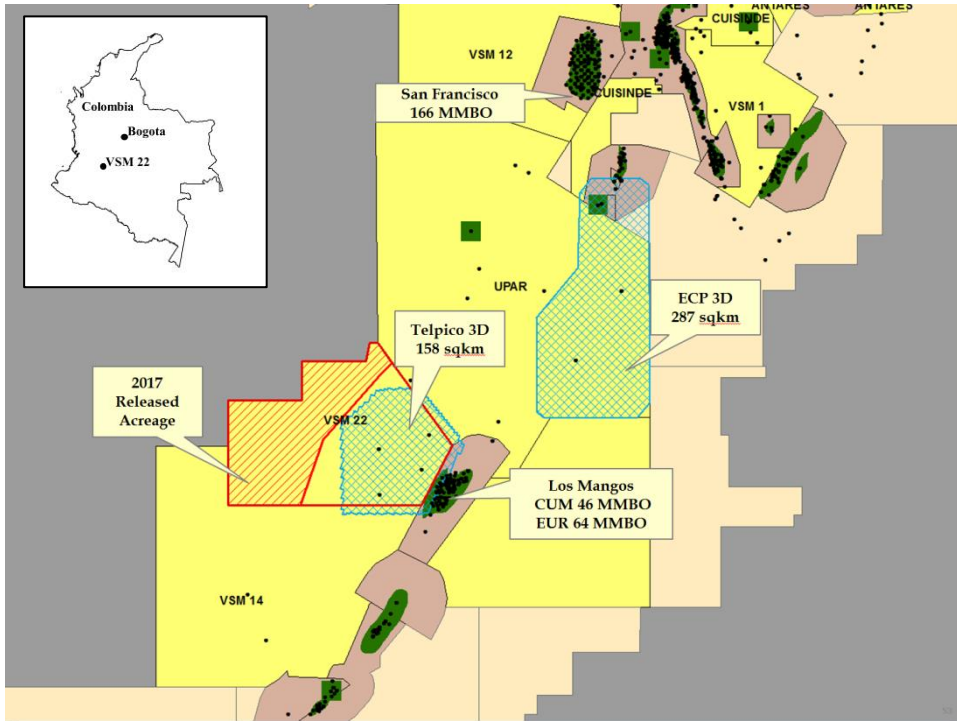 ANTARES
ANTARES
CUISINDE
VSM 12
Colombia
Bogota
VSM 22
San Francisco
166 MMBO
CUISINDE
VSM 1
UPAR
ECP 3D
287 sqkm
Telpico 3D
158 sqkm
2017
Released
Acreage
VSM 22
Los Mangos
CUM 46 MMBO
EUR 64 MMBO
VSM 14